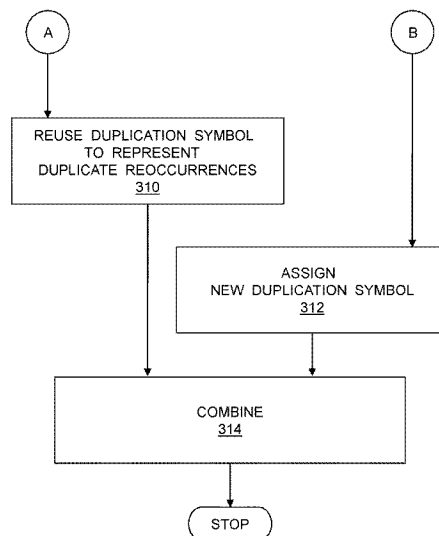 A
B
REUSE DUPLICATION SYMBOL
TO REPRESENT
DUPLICATE REOCCURRENCES
310
ASSIGN
NEW DUPLICATION SYMBOL
312
COMBINE
314
STOP